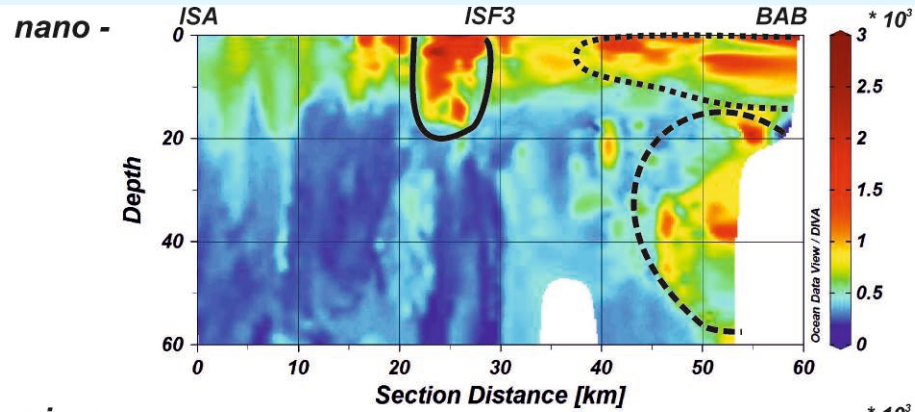 nano - ISA ISF3 BAB * 10³
0
20
40
60
Depth
0 10 20 30 40 50 60
Section Distance [km]
3
2.5
2
1.5
1
0.5
0
Ocean Data View / DIVA
* 10³